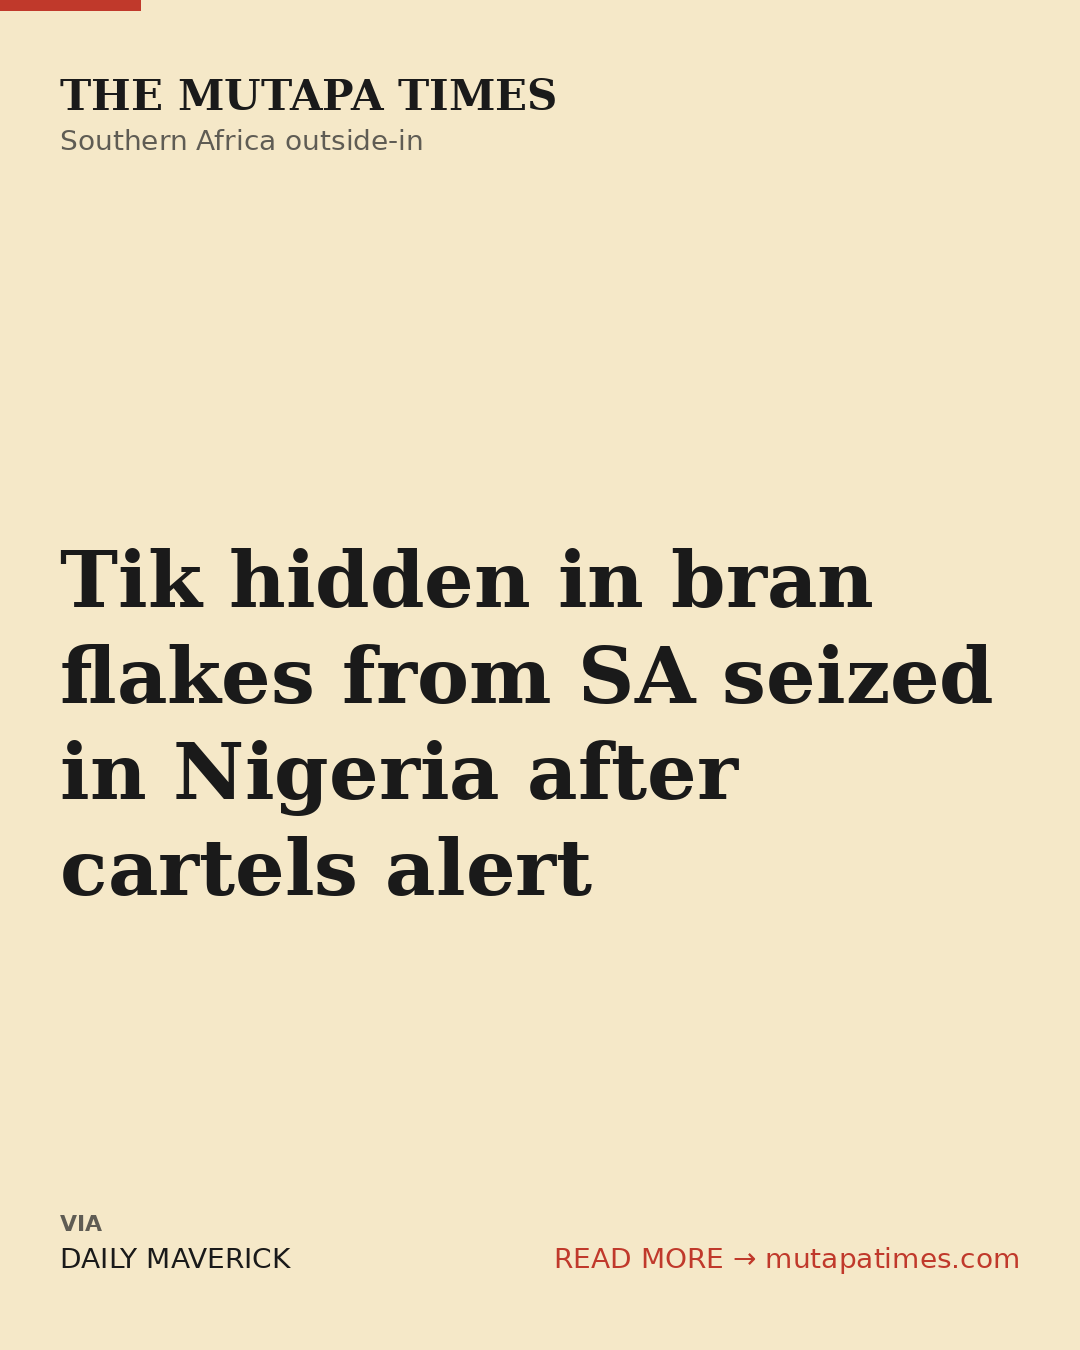 THE MUTAPA TIMES
Southern Africa outside-in
Tik hidden in bran
flakes from SA seized
in Nigeria after
cartels alert
VIA
DAILY MAVERICK
READ MORE → mutapatimes.com